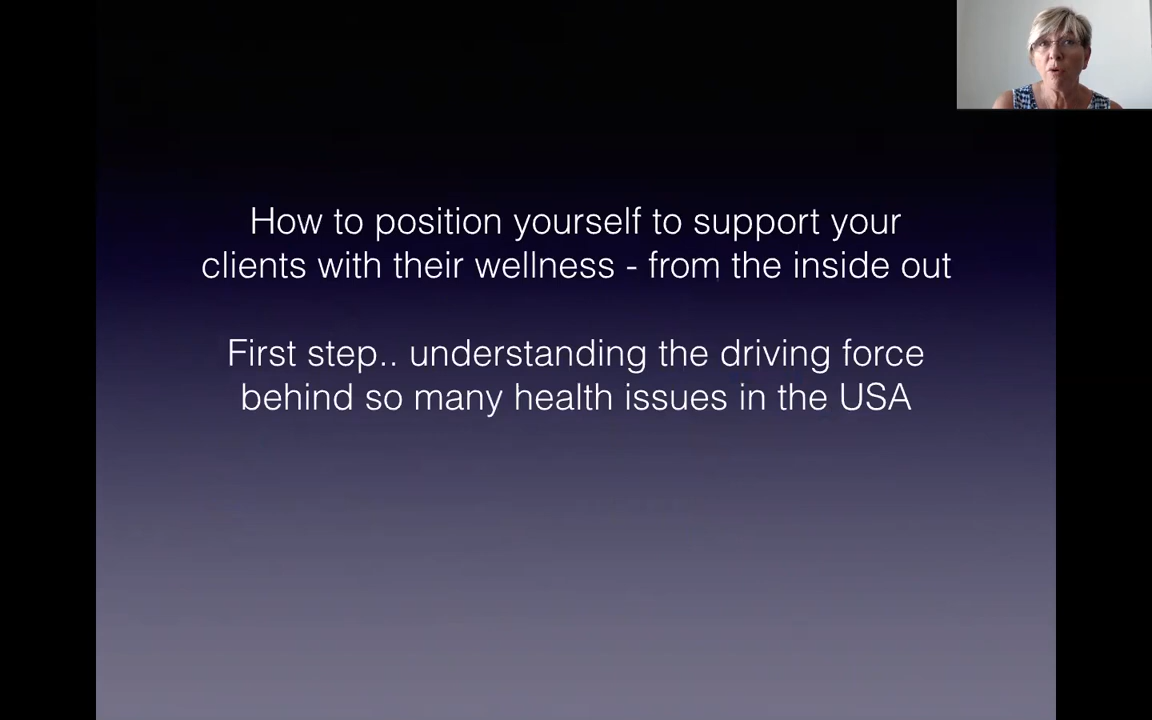 How to position yourself to support your
clients with their wellness - from the inside out
First step.. understanding the driving force
behind so many health issues in the USA